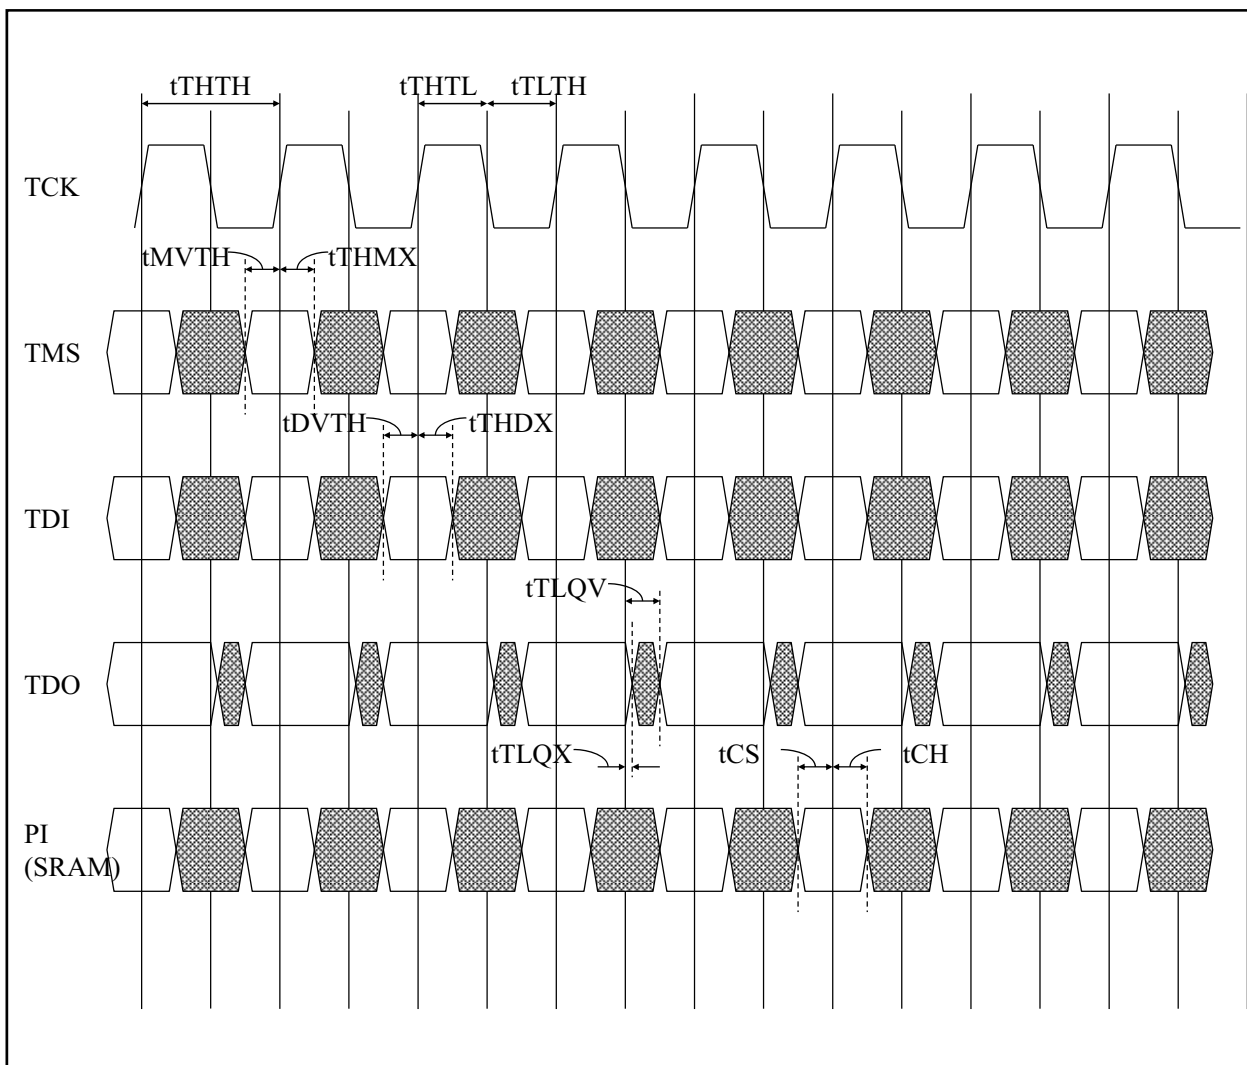 tTHTH
tTHTL
tTLTH
TCK
tMVTH
tTHMX
TMS
tDVTH
tTHDX
TDI
tTLQV
TDO
tTLQX
tCS
tCH
PI
(SRAM)